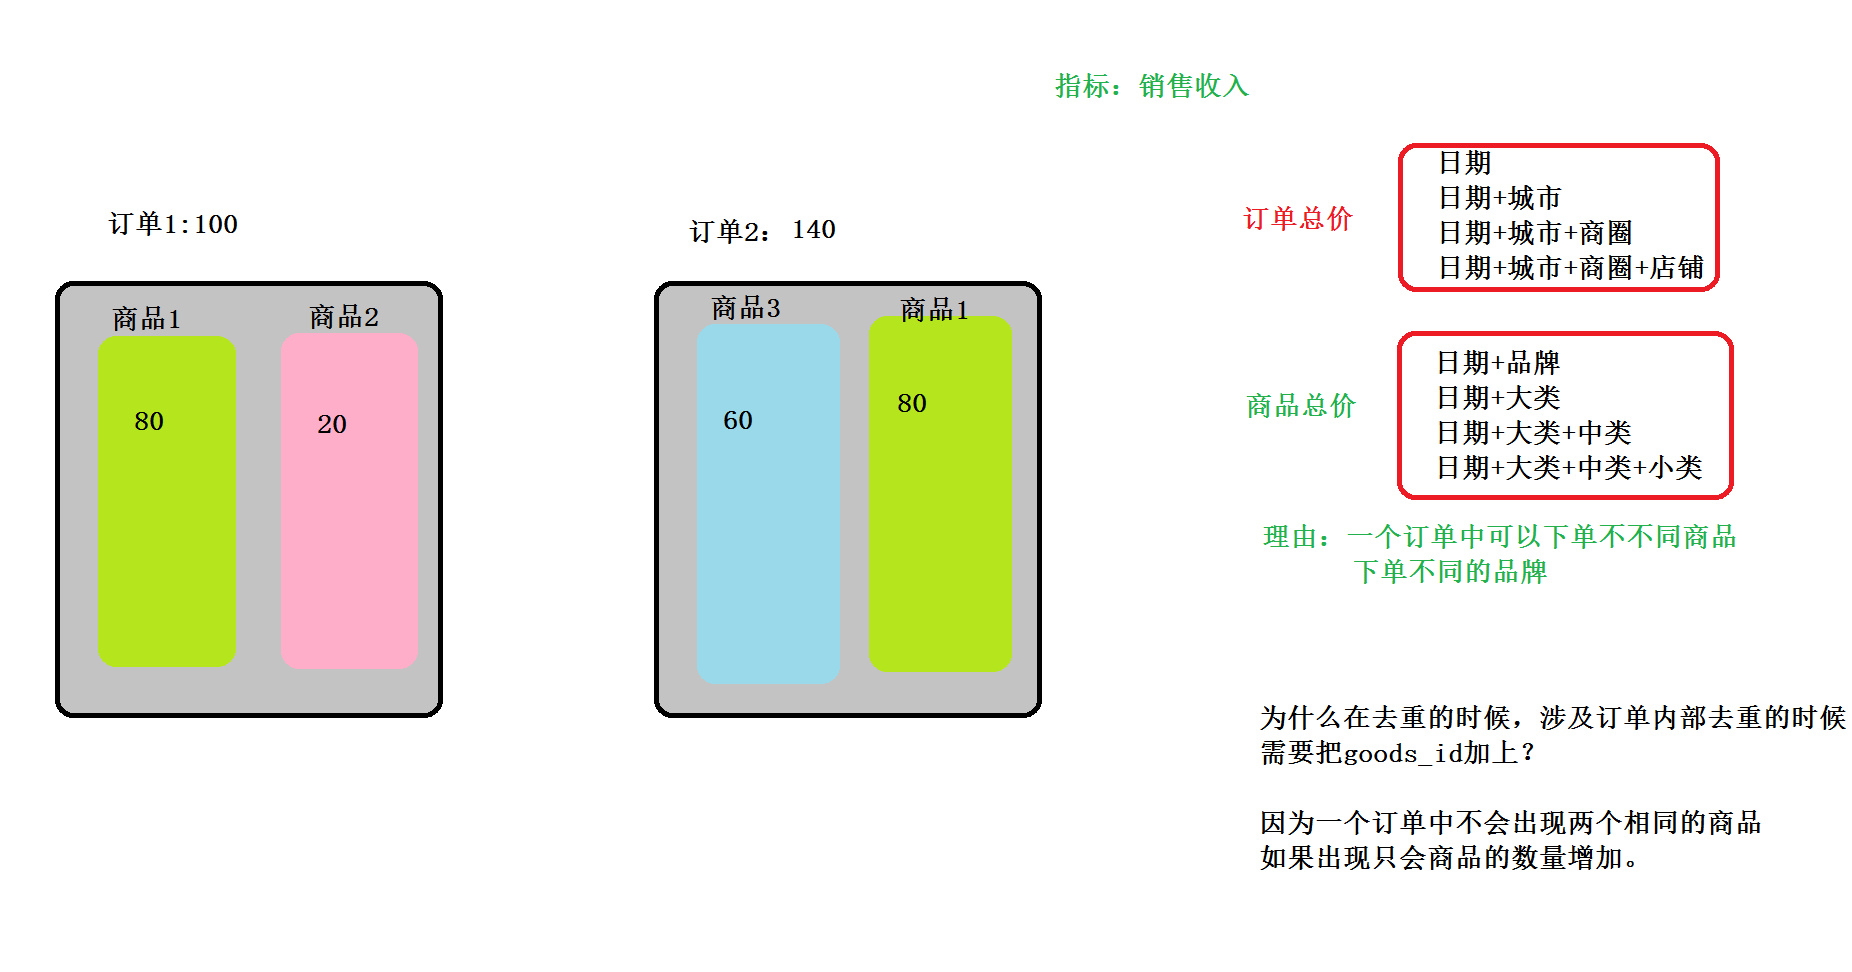 指标：销售收入
订单1:100
订单2：140
商品1
商品2
80
20
商品3
商品1
60
80
订单总价
日期
日期+城市
日期+城市+商圈
日期+城市+商圈+店铺
商品总价
日期+品牌
日期+大类
日期+大类+中类
日期+大类+中类+小类
理由：一个订单中可以下单不不同商品
下单不同的品牌
为什么在去重的时候，涉及订单内部去重的时候
需要把goods_id加上？
因为一个订单中不会出现两个相同的商品
如果出现只会商品的数量增加。